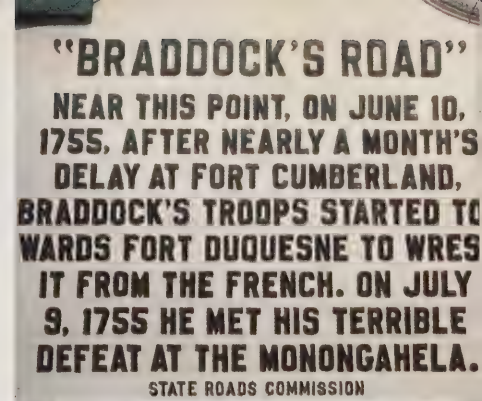 "BRADDOCK'S ROAD"
NEAR THIS POINT, ON JUNE 10,
1755, AFTER NEARLY A MONTH'S
DELAY AT FORT CUMBERLAND,
BRADDOCK'S TROOPS STARTED TO
WARDS FORT DUQUESNE TO WRES
IT FROM THE FRENCH. ON JULY
9, 1755 HE MET HIS TERRIBLE
DEFEAT AT THE MONONGAHELA.
STATE ROADS COMMISSION